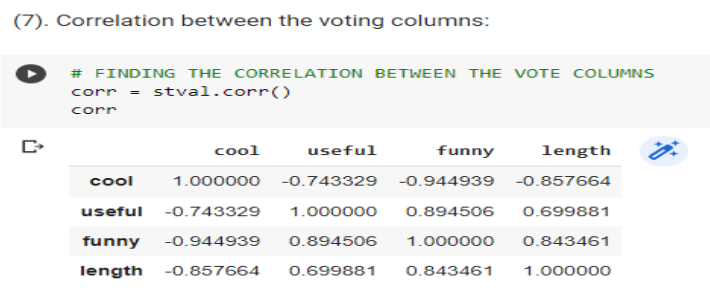 (7). Correlation between the voting columns:
# FINDING THE CORRELATION BETWEEN THE VOTE COLUMNS
corr = stval.corr()
corr
cool useful funny length
cool 1.000000 -0.743329 -0.944939 -0.857664
useful -0.743329 1.000000 0.894506 0.699881
funny -0.944939 0.894506 1.000000 0.843461
length -0.857664 0.699881 0.843461 1.000000